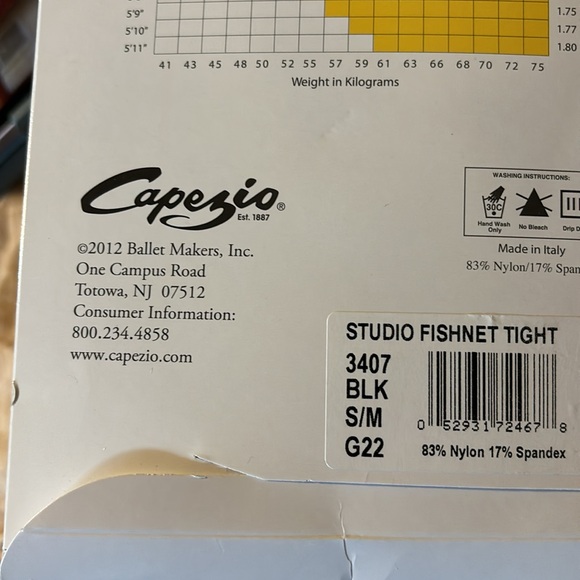 5'9" 1.75
5'10" 1.77
5'11" 1.80
41 43 45 48 50 52 55 57 59 61 63 66 68 70 72 75
Weight in Kilograms
Capezio®
Est. 1887
©2012 Ballet Makers, Inc.
One Campus Road
Totowa, NJ 07512
Consumer Information:
800.234.4858
www.capezio.com
WASHING INSTRUCTIONS:
30C
Hand Wash
Only
No Bleach
Drip D
Made in Italy
83% Nylon/17% Span
STUDIO FISHNET TIGHT
3407
BLK
S/M
G22
0 52931 72467 8
83% Nylon 17% Spandex